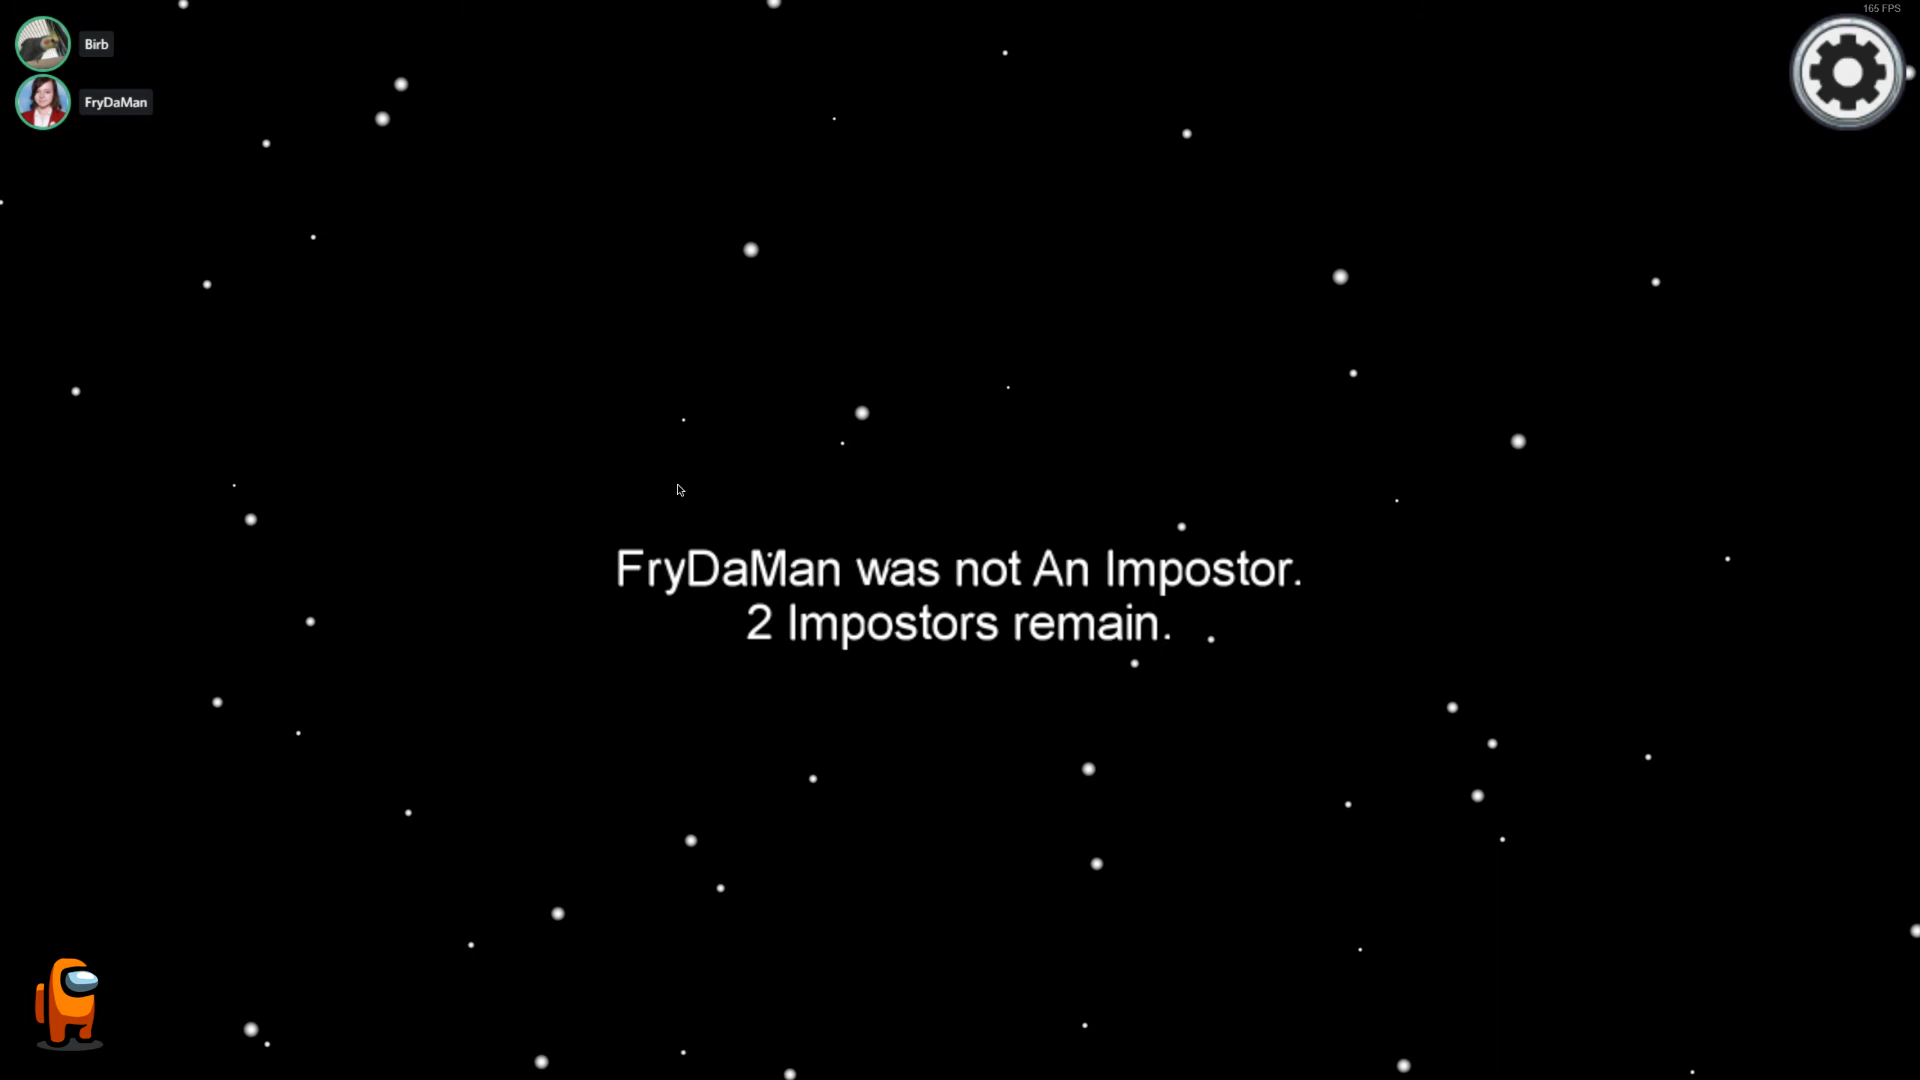 165 FPS
Birb
FryDaMan
FryDaMan was not An Impostor.
2 Impostors remain.